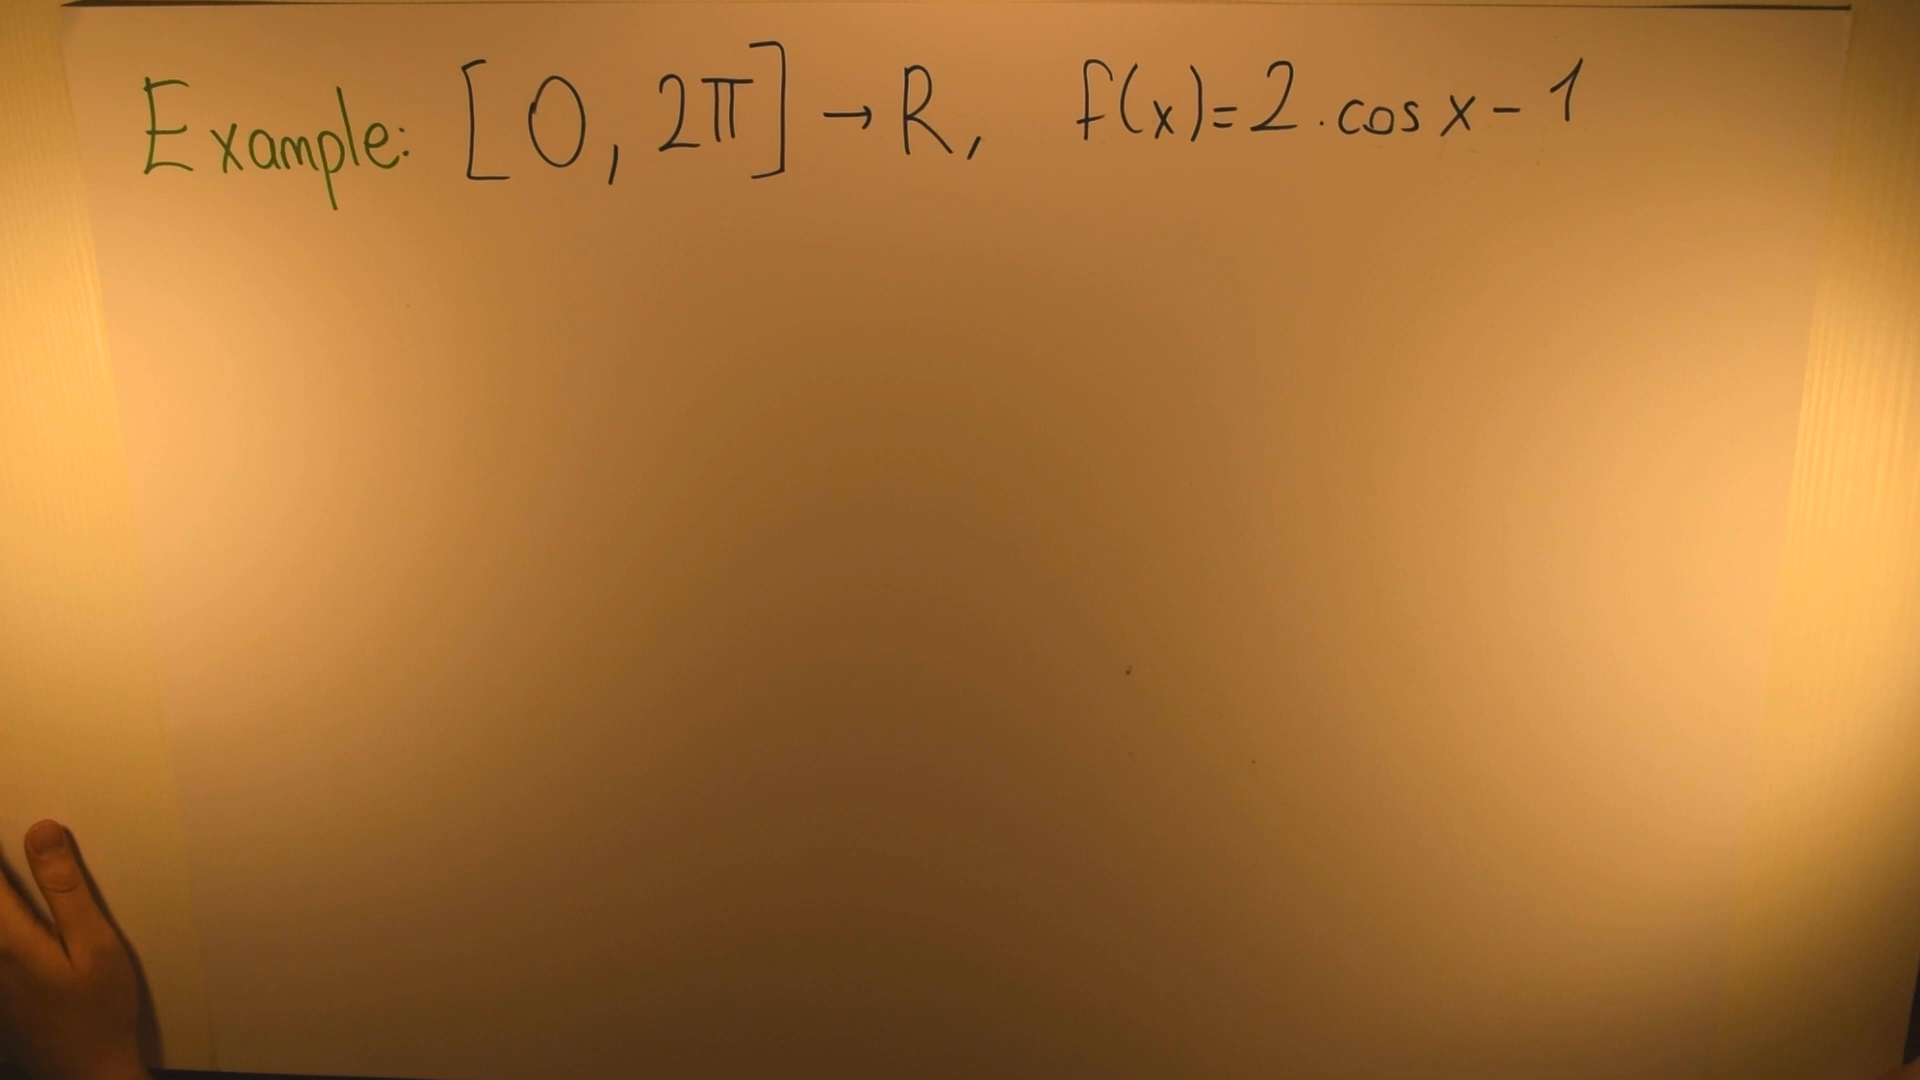 Example: [0, 2π] → R, f(x)=2·cos x - 1